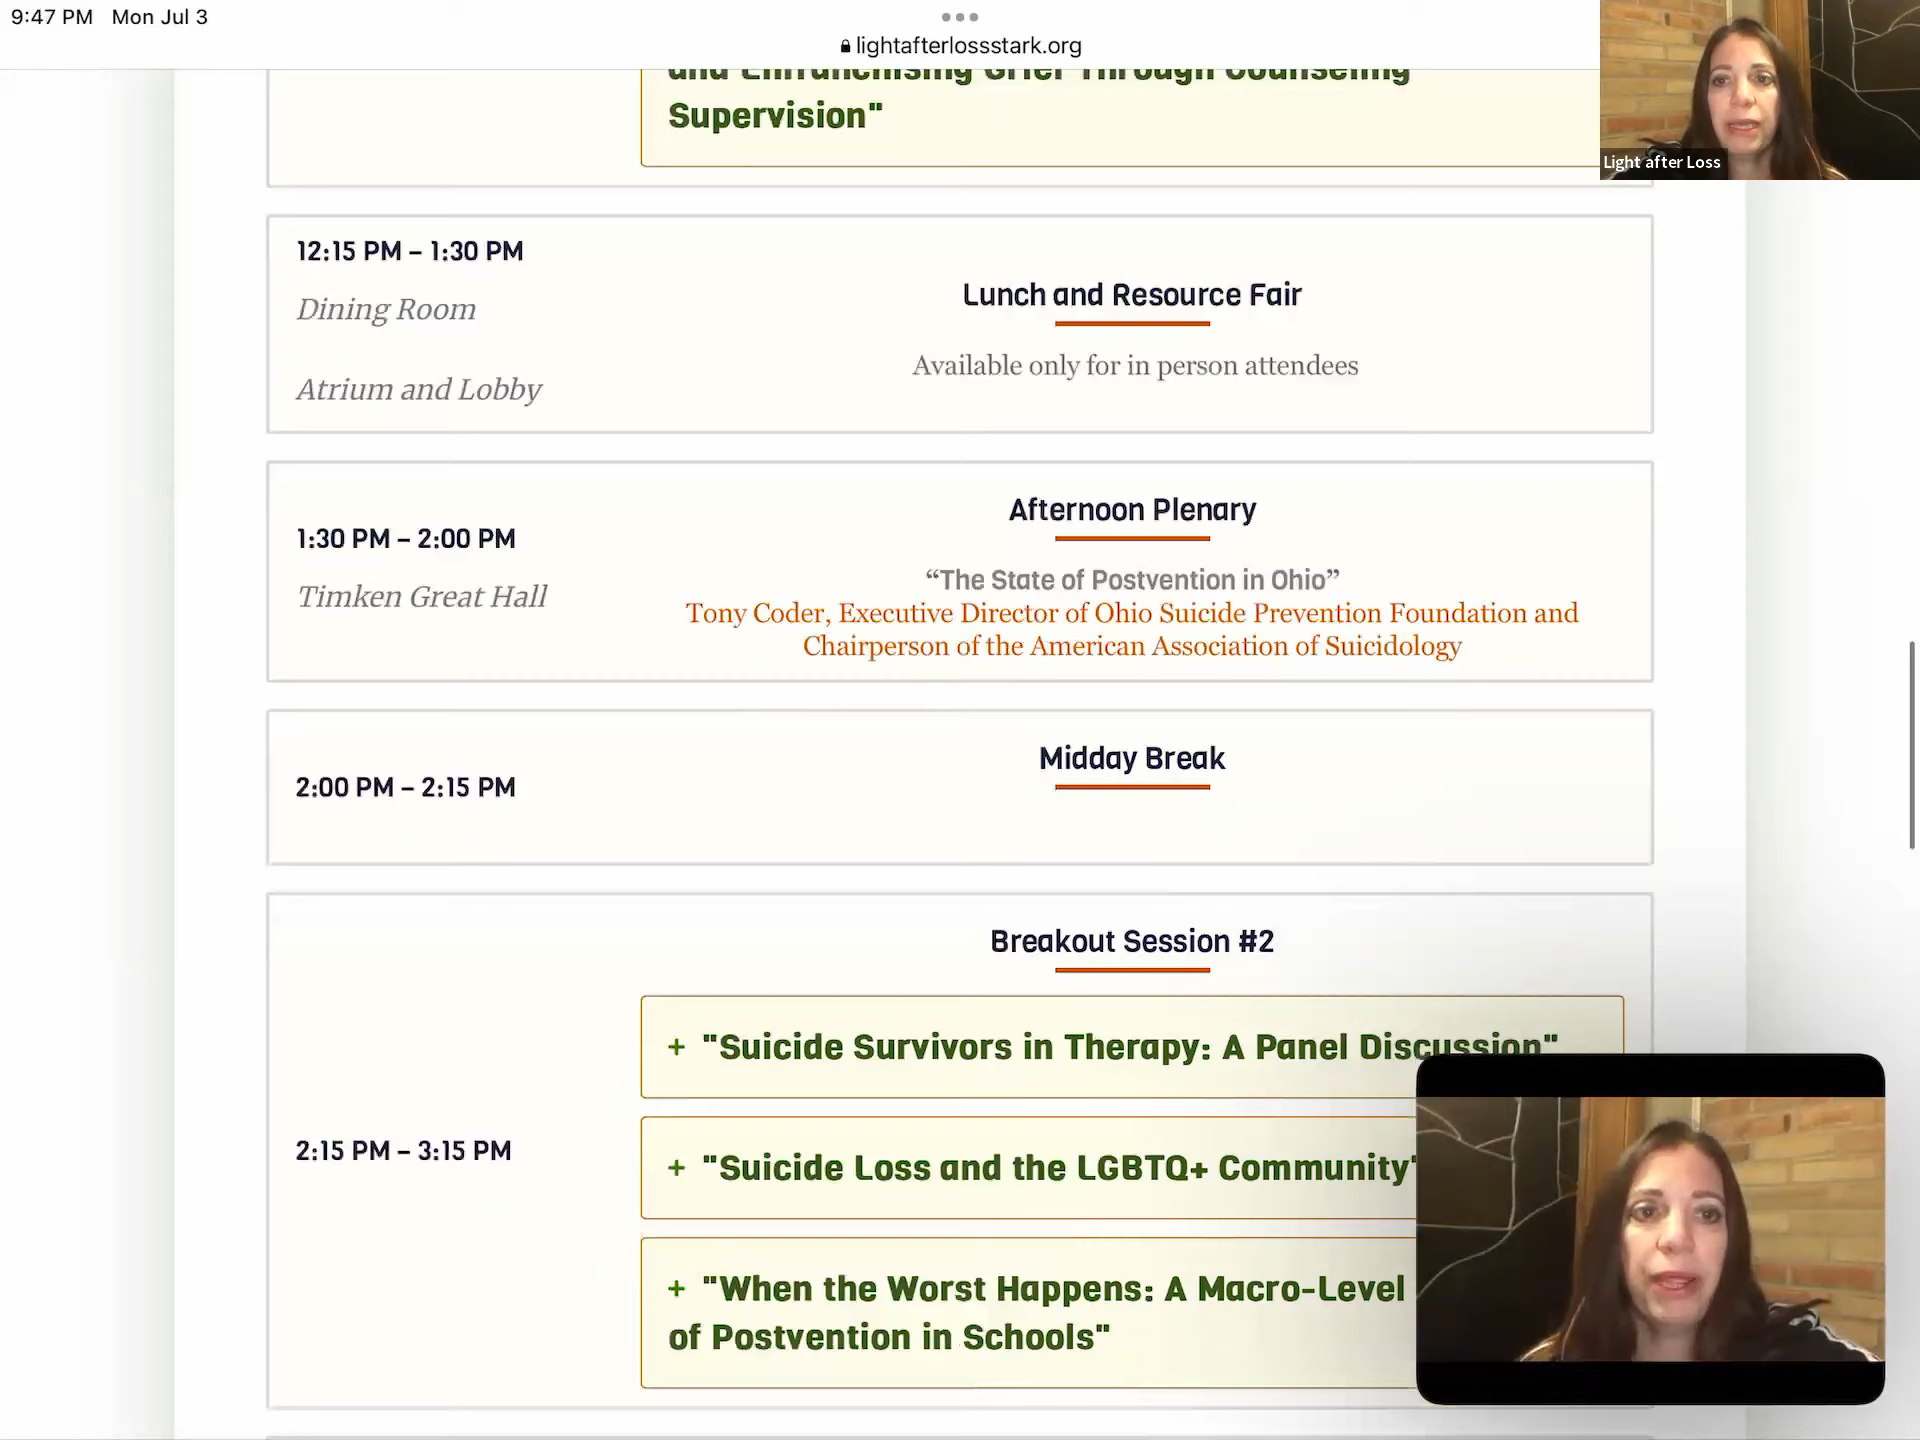 9:47 PM Mon Jul 3
lightafterlossstark.org
and Enfranchising Grief Through Counseling
Supervision"
Light after Loss
12:15 PM – 1:30 PM
Dining Room
Atrium and Lobby
Lunch and Resource Fair
Available only for in person attendees
1:30 PM – 2:00 PM
Timken Great Hall
Afternoon Plenary
“The State of Postvention in Ohio”
Tony Coder, Executive Director of Ohio Suicide Prevention Foundation and
Chairperson of the American Association of Suicidology
2:00 PM – 2:15 PM
Midday Break
2:15 PM – 3:15 PM
Breakout Session #2
+ "Suicide Survivors in Therapy: A Panel Discussion"
+ "Suicide Loss and the LGBTQ+ Community"
+ "When the Worst Happens: A Macro-Level
of Postvention in Schools"